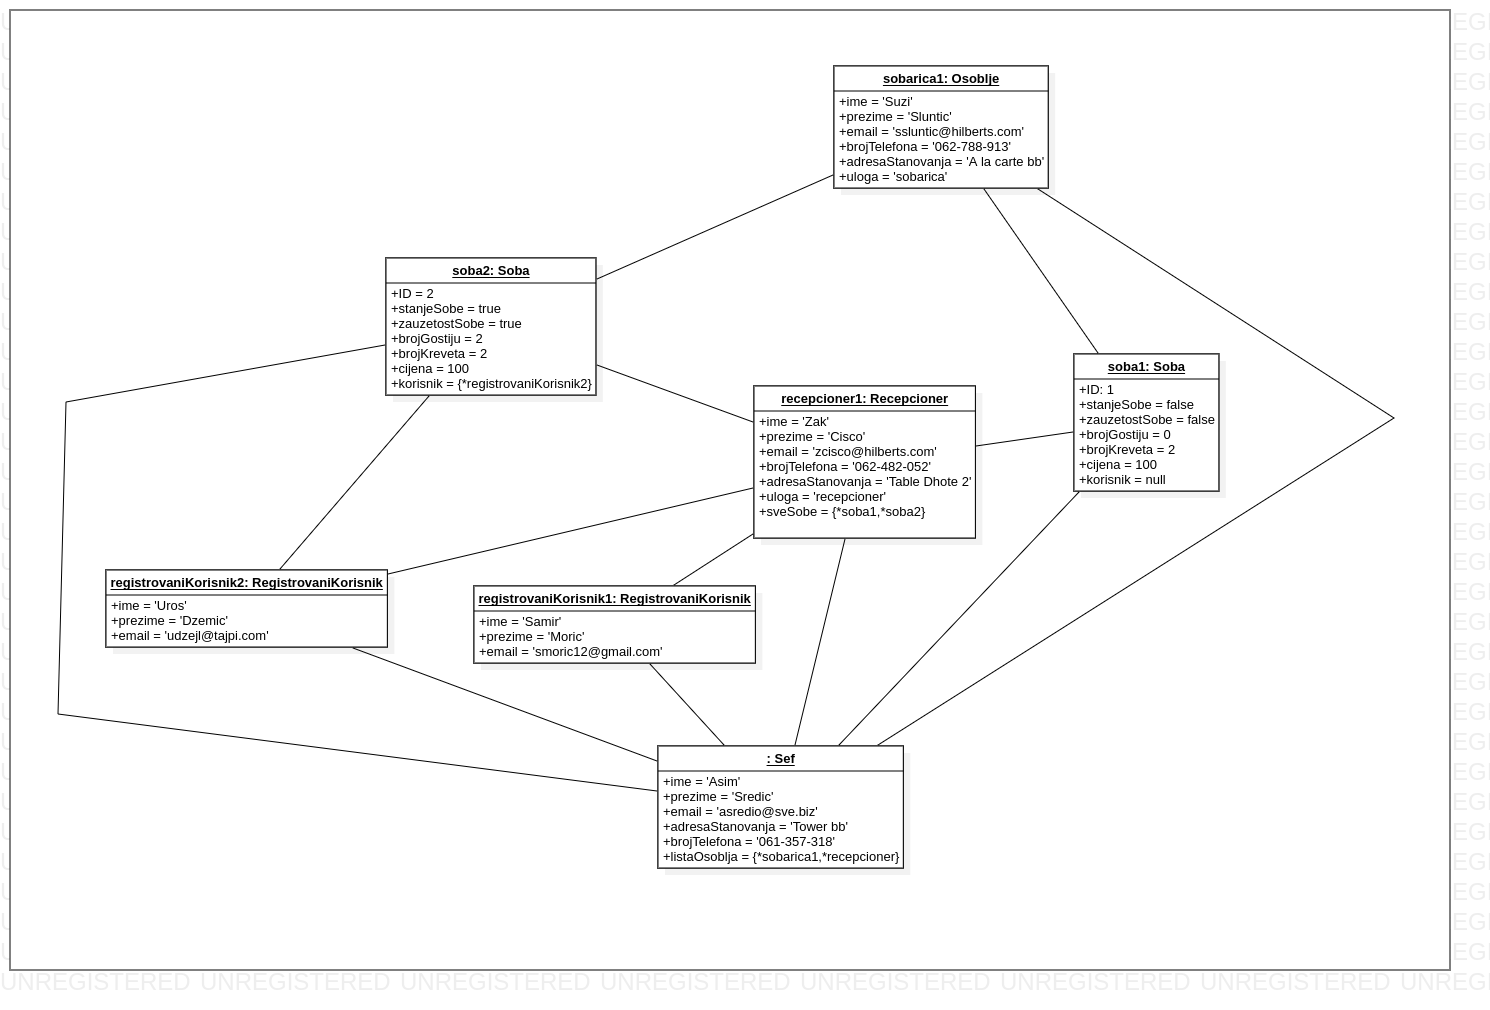 sobarica1: Osoblje
+ime = 'Suzi'
+prezime = 'Sluntic'
+email = 'ssluntic@hilberts.com'
+brojTelefona = '062-788-913'
+adresaStanovanja = 'A la carte bb'
+uloga = 'sobarica'
soba2: Soba
+ID = 2
+stanjeSobe = true
+zauzetostSobe = true
+brojGostiju = 2
+brojKreveta = 2
+cijena = 100
+korisnik = {*registrovaniKorisnik2}
soba1: Soba
+ID: 1
+stanjeSobe = false
+zauzetostSobe = false
+brojGostiju = 0
+brojKreveta = 2
+cijena = 100
+korisnik = null
recepcioner1: Recepcioner
+ime = 'Zak'
+prezime = 'Cisco'
+email = 'zcisco@hilberts.com'
+brojTelefona = '062-482-052'
+adresaStanovanja = 'Table Dhote 2'
+uloga = 'recepcioner'
+sveSobe = {*soba1,*soba2}
registrovaniKorisnik2: RegistrovaniKorisnik
+ime = 'Uros'
+prezime = 'Dzemic'
+email = 'udzejl@tajpi.com'
registrovaniKorisnik1: RegistrovaniKorisnik
+ime = 'Samir'
+prezime = 'Moric'
+email = 'smoric12@gmail.com'
: Sef
+ime = 'Asim'
+prezime = 'Sredic'
+email = 'asredio@sve.biz'
+adresaStanovanja = 'Tower bb'
+brojTelefona = '061-357-318'
+listaOsoblja = {*sobarica1,*recepcioner}
UNREGISTERED UNREGISTERED UNREGISTERED UNREGISTERED UNREGISTERED UNREGISTERED UNREGISTERED